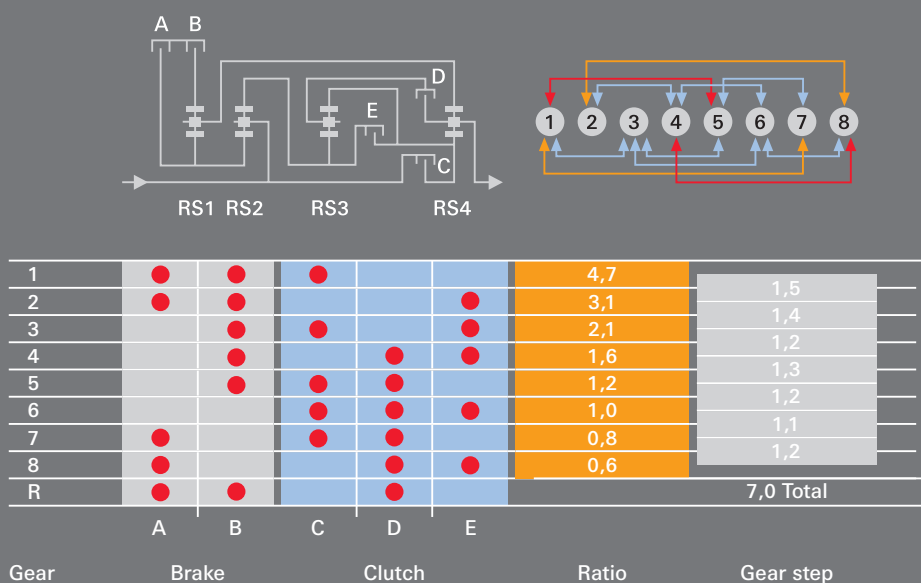 A B
D
E
1 2 3 4 5 6 7 8
C
RS1 RS2 RS3 RS4
1 4,7
1,5
2 3,1
1,4
3 2,1
1,2
4 1,6
1,3
5 1,2
1,2
6 1,0
1,1
7 0,8
1,2
8 0,6
R 7,0 Total
A B C D E
Gear Brake Clutch Ratio Gear step